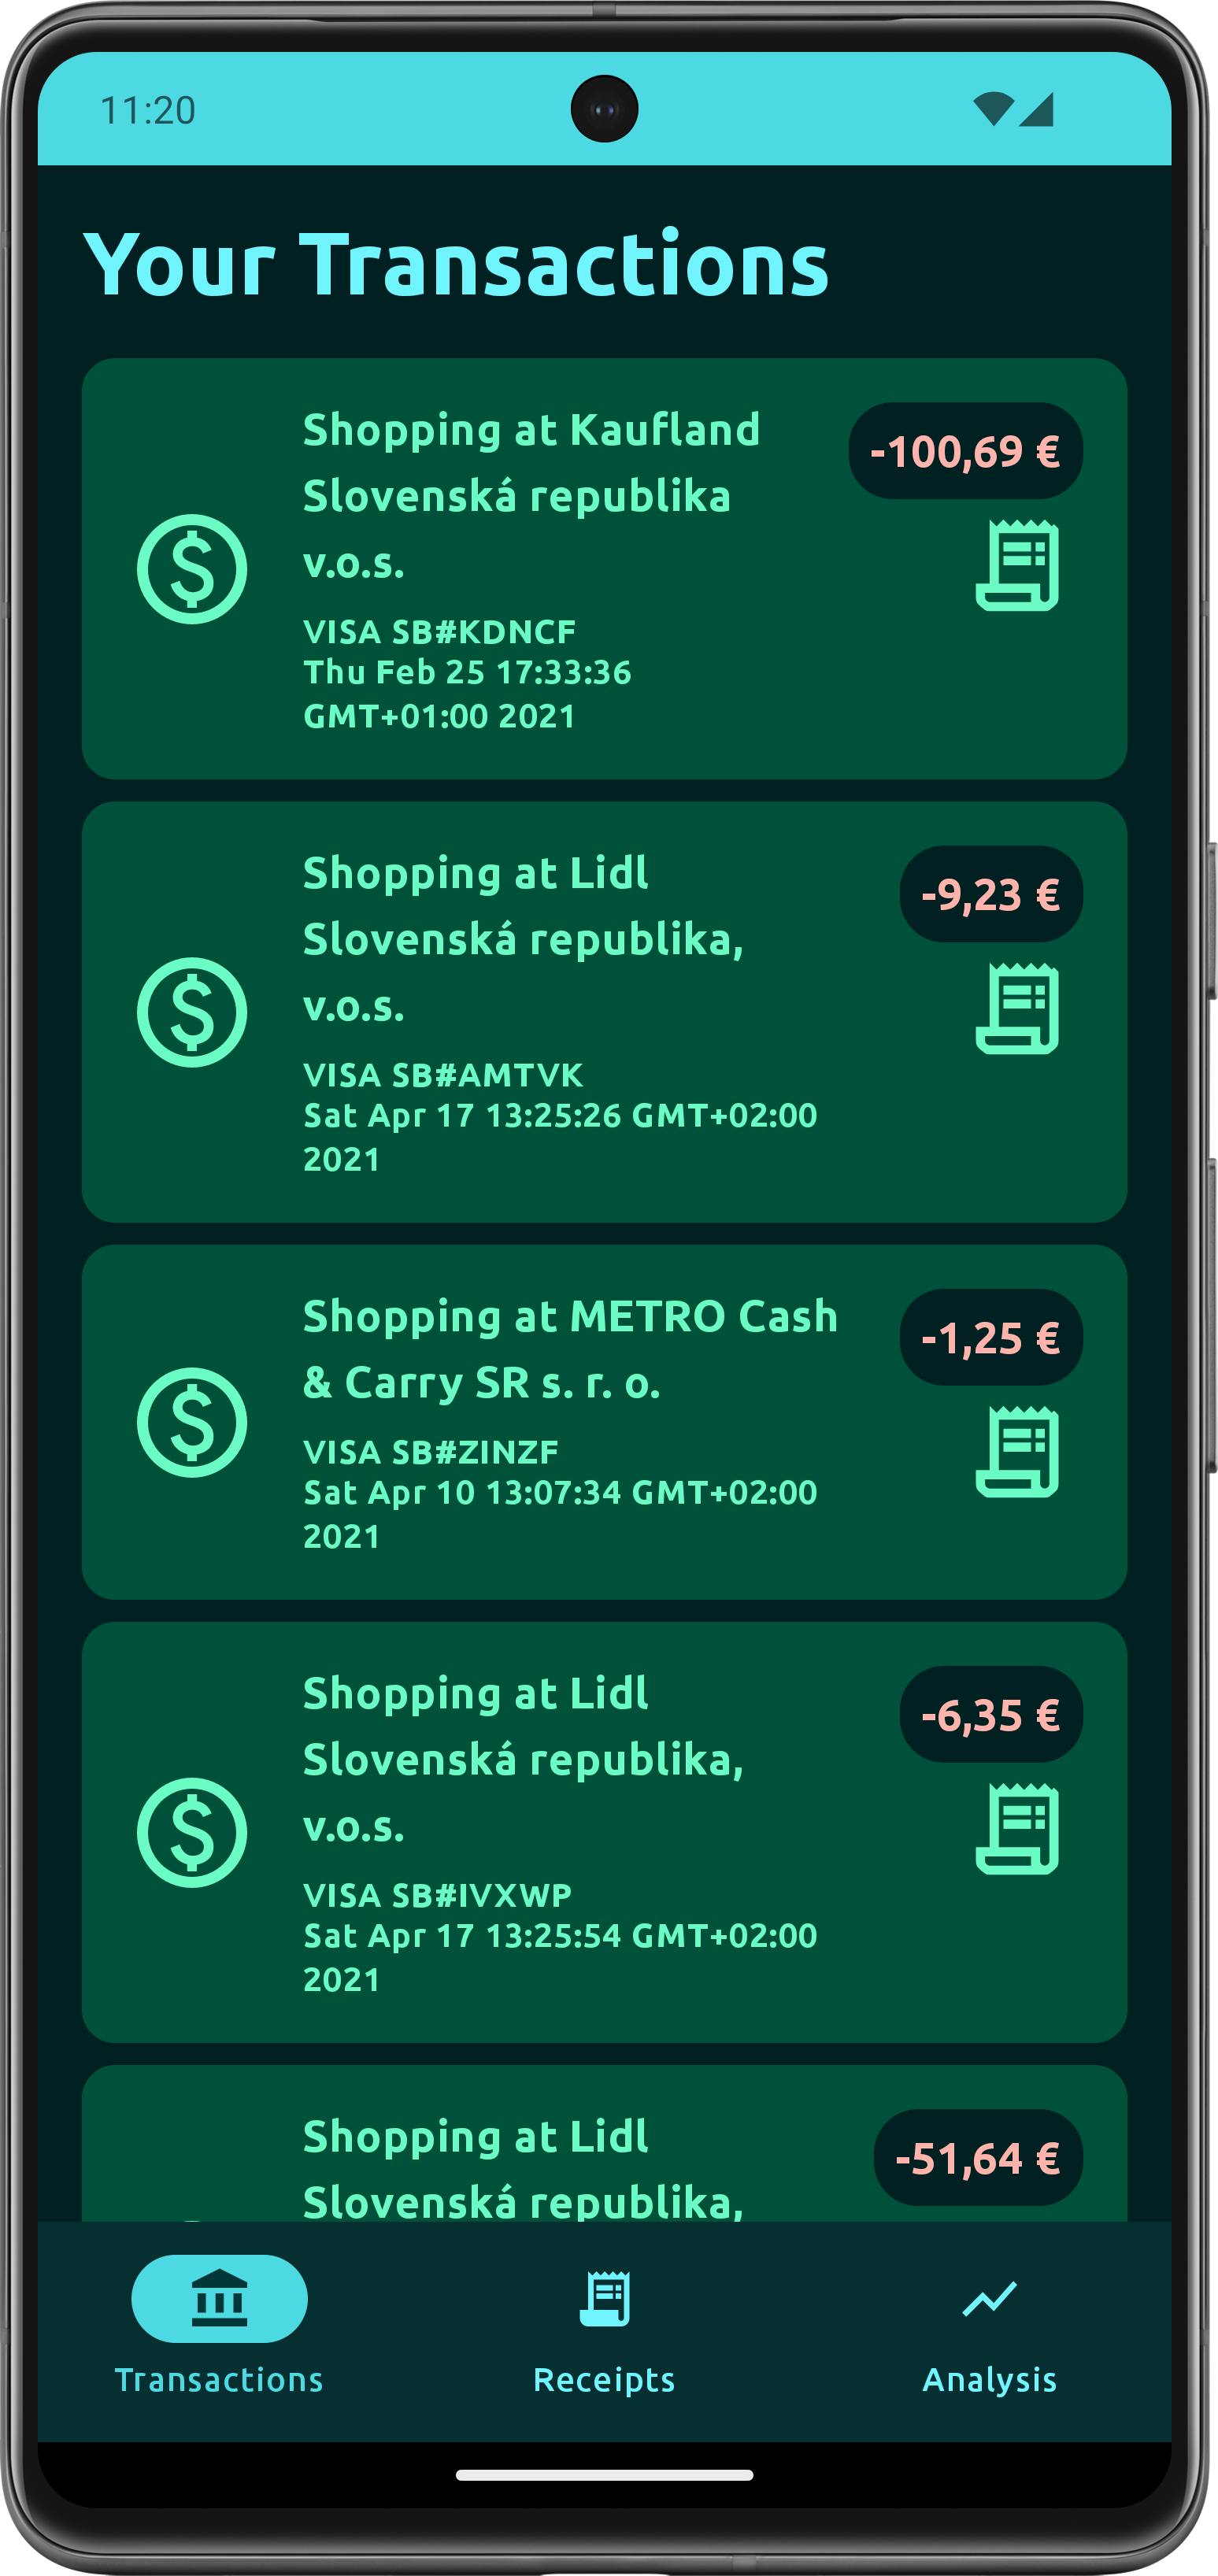 11:20
Your Transactions
Shopping at Kaufland
Slovenská republika
v.o.s.
VISA SB#KDNCF
Thu Feb 25 17:33:36
GMT+01:00 2021
-100,69 €
Shopping at Lidl
Slovenská republika,
v.o.s.
VISA SB#AMTVK
Sat Apr 17 13:25:26 GMT+02:00
2021
-9,23 €
Shopping at METRO Cash
& Carry SR s. r. o.
VISA SB#ZINZF
Sat Apr 10 13:07:34 GMT+02:00
2021
-1,25 €
Shopping at Lidl
Slovenská republika,
v.o.s.
VISA SB#IVXWP
Sat Apr 17 13:25:54 GMT+02:00
2021
-6,35 €
Shopping at Lidl
Slovenská republika,
-51,64 €
Transactions
Receipts
Analysis